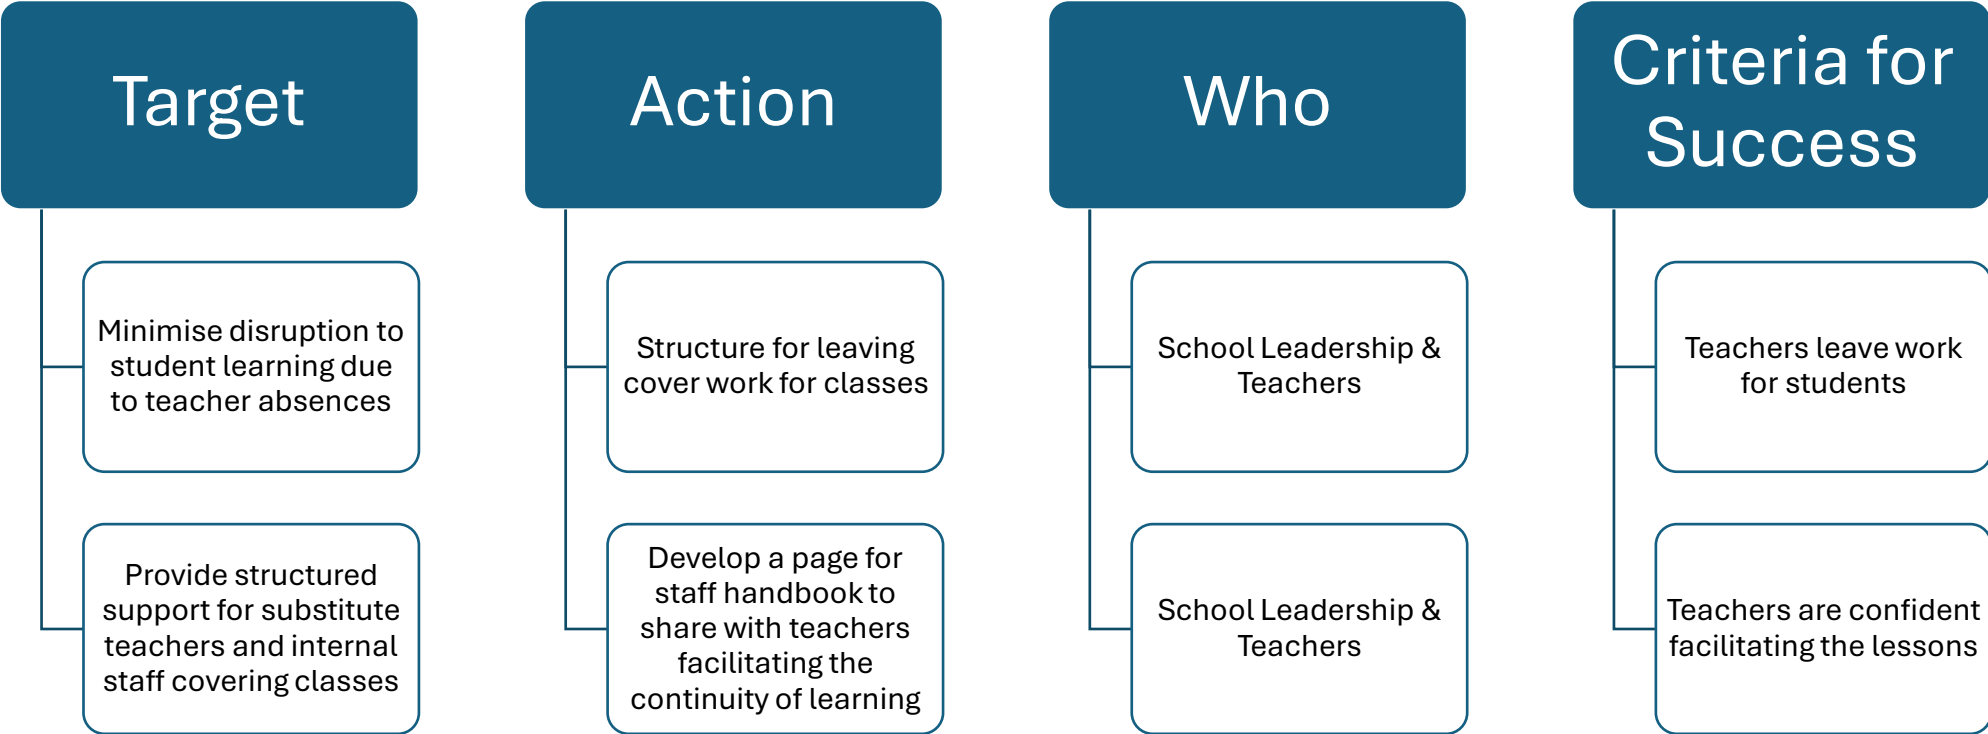 Target
Minimise disruption to
student learning due
to teacher absences
Provide structured
support for substitute
teachers and internal
staff covering classes
Action
Structure for leaving
cover work for classes
Develop a page for
staff handbook to
share with teachers
facilitating the
continuity of learning
Who
School Leadership &
Teachers
School Leadership &
Teachers
Criteria for
Success
Teachers leave work
for students
Teachers are confident
facilitating the lessons